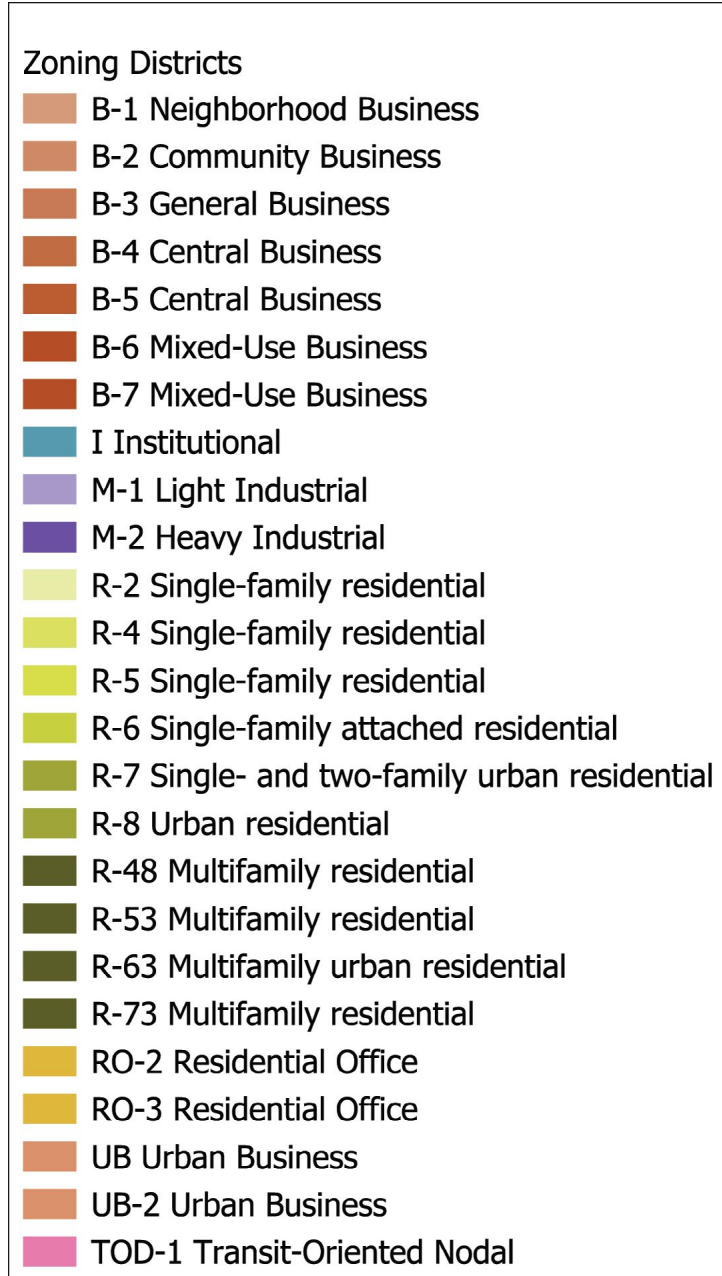 Zoning Districts
B-1 Neighborhood Business
B-2 Community Business
B-3 General Business
B-4 Central Business
B-5 Central Business
B-6 Mixed-Use Business
B-7 Mixed-Use Business
I Institutional
M-1 Light Industrial
M-2 Heavy Industrial
R-2 Single-family residential
R-4 Single-family residential
R-5 Single-family residential
R-6 Single-family attached residential
R-7 Single- and two-family urban residential
R-8 Urban residential
R-48 Multifamily residential
R-53 Multifamily residential
R-63 Multifamily urban residential
R-73 Multifamily residential
RO-2 Residential Office
RO-3 Residential Office
UB Urban Business
UB-2 Urban Business
TOD-1 Transit-Oriented Nodal